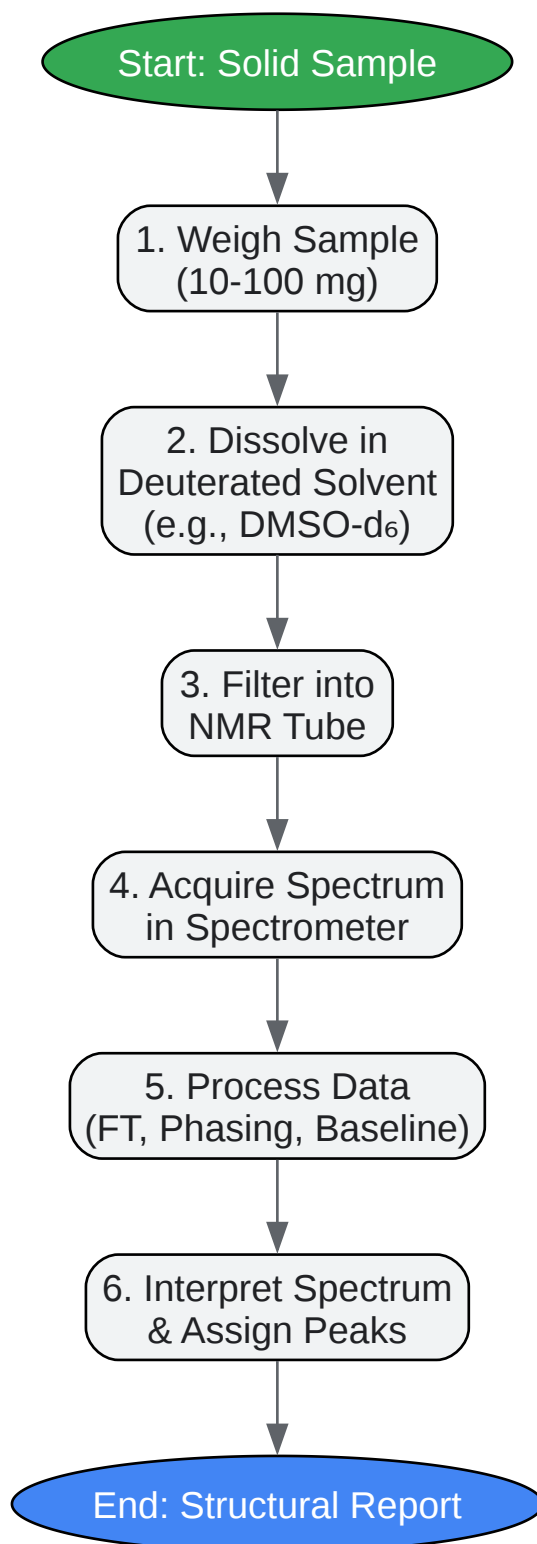 Start: Solid Sample
1. Weigh Sample
(10-100 mg)
2. Dissolve in
Deuterated Solvent
(e.g., DMSO-d₆)
3. Filter into
NMR Tube
4. Acquire Spectrum
in Spectrometer
5. Process Data
(FT, Phasing, Baseline)
6. Interpret Spectrum
& Assign Peaks
End: Structural Report